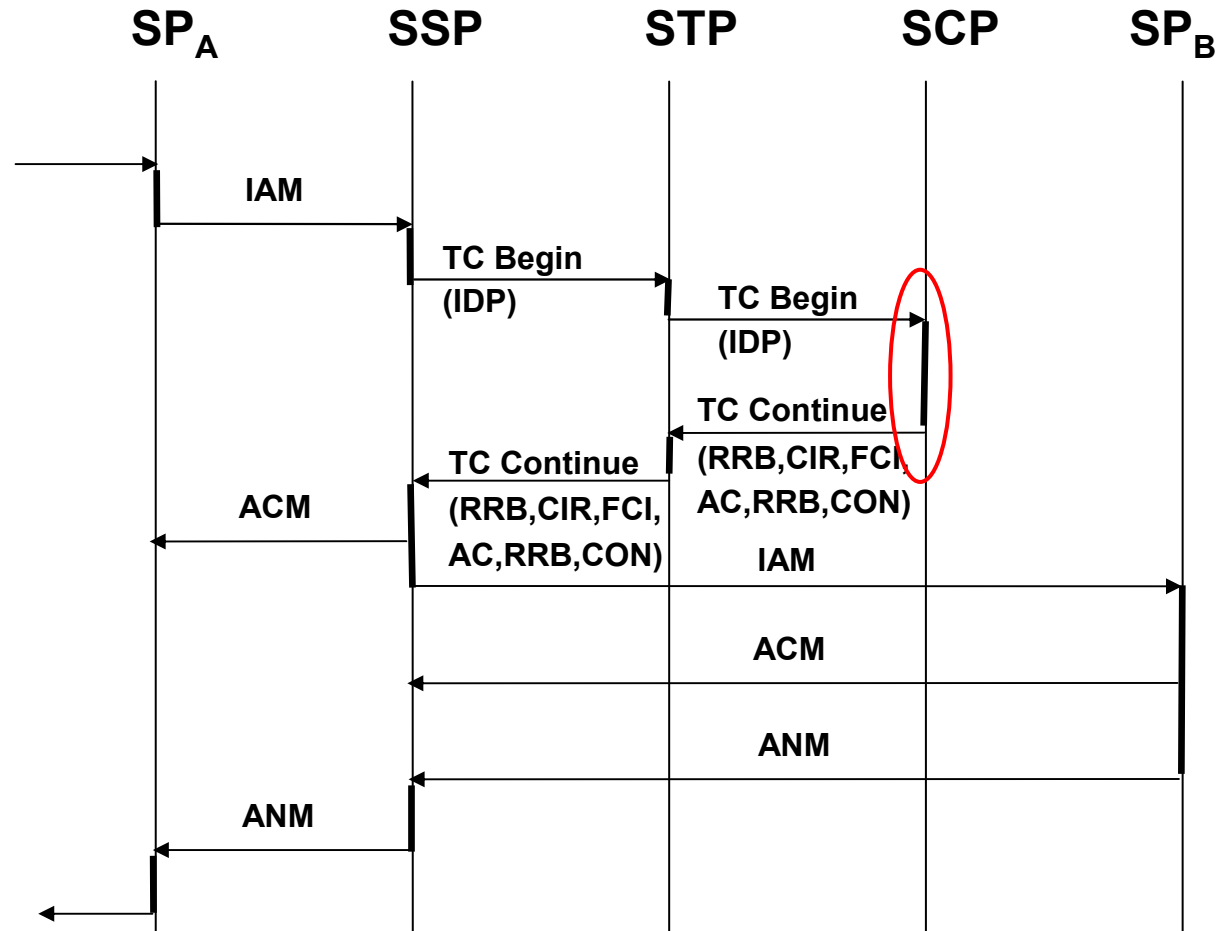 SPA SSP STP SCP SPB
IAM
TC Begin
(IDP)
TC Begin
(IDP)
TC Continue
(RRB,CIR,FCI,
AC,RRB,CON)
TC Continue
(RRB,CIR,FCI,
AC,RRB,CON)
ACM
IAM
ACM
ANM
ANM